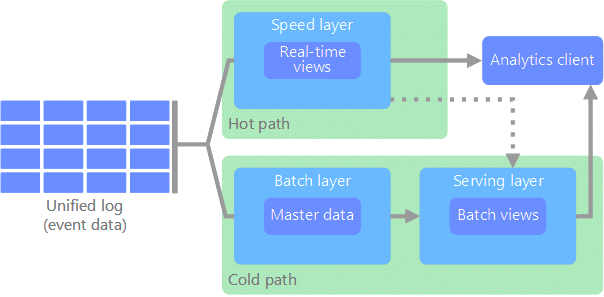 Speed layer
Real-time
views
Hot path
Analytics client
Unified log
(event data)
Batch layer
Master data
Serving layer
Batch views
Cold path